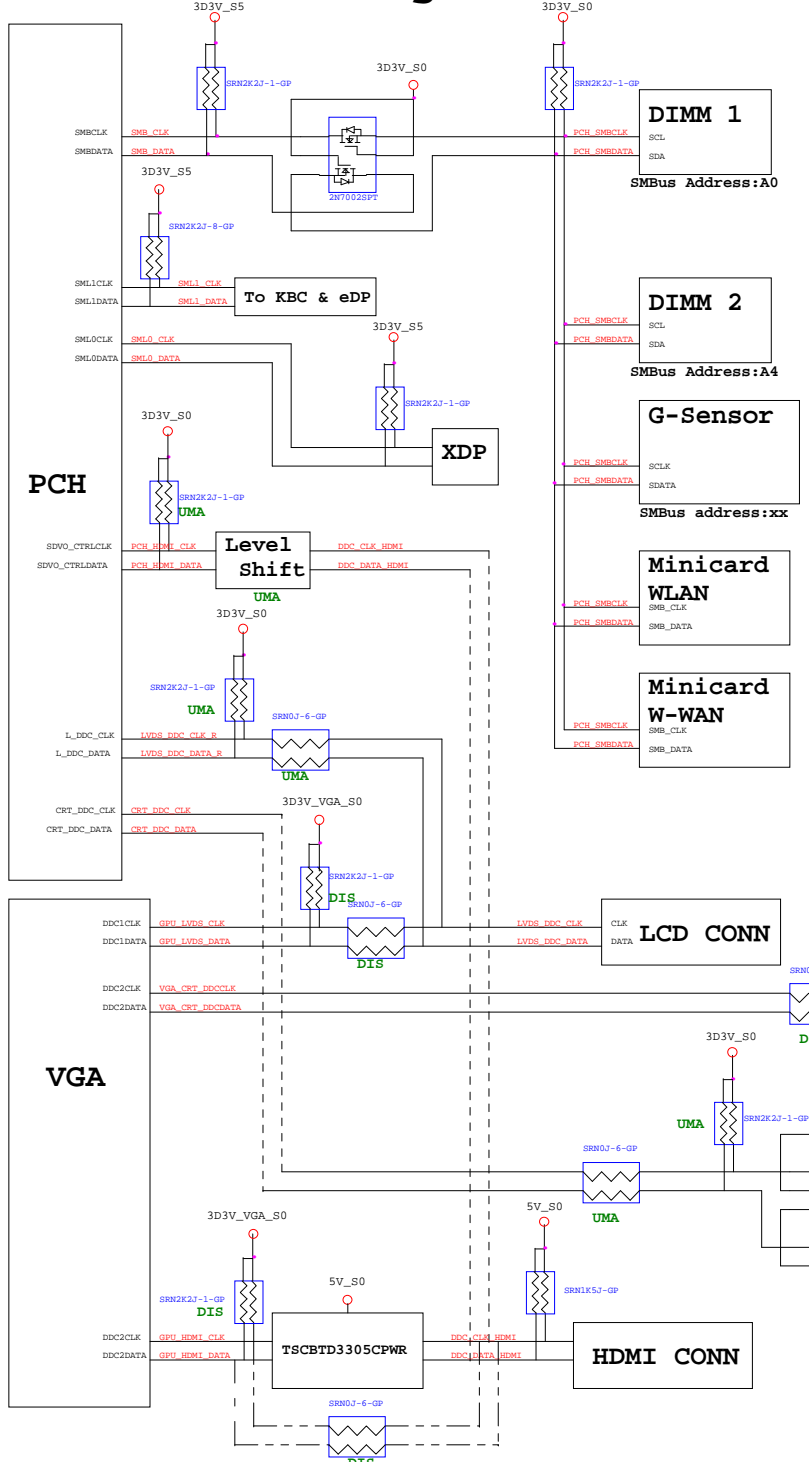 3D3V_S5
3D3V_S0
SRN2K2J-1-GP
SRN2K2J-1-GP
3D3V_S0
DIMM 1
SMBCLK
SMB_CLK
PCH_SMBCLK
SCL
SMBDATA
SMB_DATA
PCH_SMBDATA
SDA
2N7002SPT
SMBus Address:A0
3D3V_S5
SRN2K2J-8-GP
SML1CLK
SML1_CLK
SML1DATA
SML1_DATA
To KBC & eDP
DIMM 2
PCH_SMBCLK
SCL
PCH_SMBDATA
SDA
SMBus Address:A4
SML0CLK
SML0_CLK
SML0DATA
SML0_DATA
3D3V_S5
SRN2K2J-1-GP
XDP
G-Sensor
PCH_SMBCLK
SCLK
PCH_SMBDATA
SDATA
SMBus address:xx
PCH
3D3V_S0
SRN2K2J-1-GP
UMA
SDVO_CTRLCLK
PCH_HDMI_CLK
SDVO_CTRLDATA
PCH_HDMI_DATA
Level
Shift
UMA
DDC_CLK_HDMI
DDC_DATA_HDMI
Minicard
WLAN
PCH_SMBCLK
SMB_CLK
PCH_SMBDATA
SMB_DATA
3D3V_S0
SRN2K2J-1-GP
UMA
SRN0J-6-GP
Minicard
W-WAN
PCH_SMBCLK
SMB_CLK
PCH_SMBDATA
SMB_DATA
L_DDC_CLK
LVDS_DDC_CLK_R
L_DDC_DATA
LVDS_DDC_DATA_R
UMA
CRT_DDC_CLK
CRT_DDC_CLK
CRT_DDC_DATA
CRT_DDC_DATA
3D3V_VGA_S0
SRN2K2J-1-GP
DIS
SRN0J-6-GP
DDC1CLK
GPU_LVDS_CLK
LVDS_DDC_CLK
CLK
DDC1DATA
GPU_LVDS_DATA
LVDS_DDC_DATA
DATA
LCD CONN
DIS
DDC2CLK
VGA_CRT_DDCCLK
DDC2DATA
VGA_CRT_DDCDATA
VGA
3D3V_S0
SRN2K2J-1-GP
UMA
SRN0J-6-GP
UMA
3D3V_VGA_S0
SRN2K2J-1-GP
DIS
5V_S0
5V_S0
SRN1K5J-GP
DDC2CLK
GPU_HDMI_CLK
DDC2DATA
GPU_HDMI_DATA
TSCBTD3305CPWR
DDC_CLK_HDMI
DDC_DATA_HDMI
HDMI CONN
SRN0J-6-GP
DIS